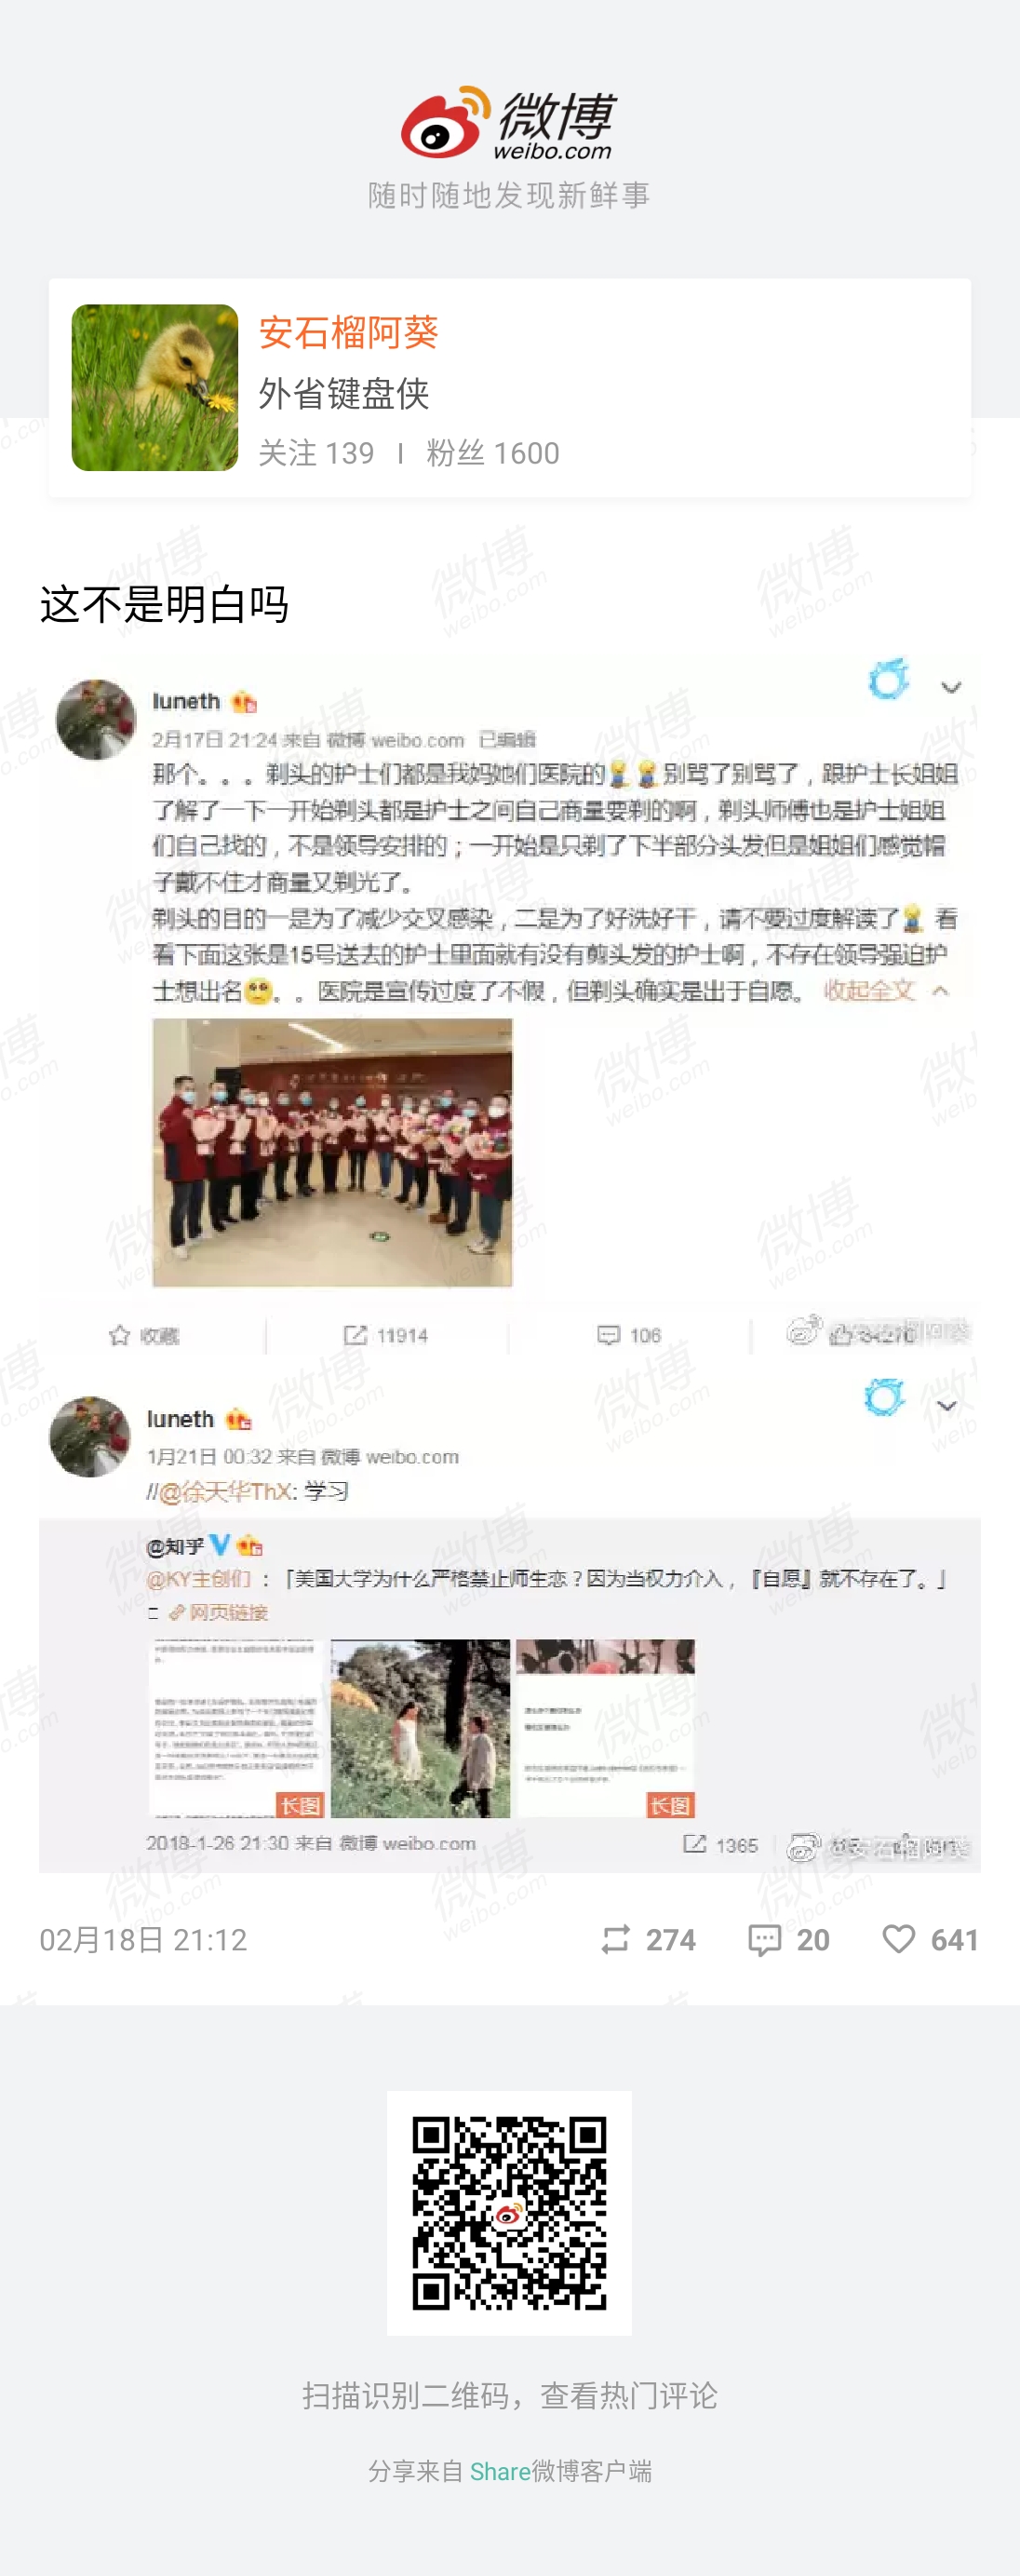 微博
weibo.com
随时随地发现新鲜事
安石榴阿葵
外省键盘侠
关注 139 | 粉丝 1600
这不是明白吗
luneth
2月17日 21:24 来自 微博 weibo.com 已编辑
那个。。。剃头的护士们都是我妈她们医院的 别骂了别骂了，跟护士长姐姐
了解了一下一开始剃头都是护士之间自己商量要剃的啊，剃头师傅也是护士姐姐
们自己找的，不是领导安排的；一开始是只剃了下半部分头发但是姐姐们感觉帽
子戴不住才商量又剃光了。
剃头的目的一是为了减少交叉感染，二是为了好洗好干，请不要过度解读了 看
看下面这张是15号送去的护士里面就有没有剪头发的护士啊，不存在领导强迫护
士想出名🥺。。医院是宣传过度了不假，但剃头确实是出于自愿。 收起全文
收藏 11914 106
luneth
1月21日 00:32 来自 微博 weibo.com
//@徐天华ThX: 学习
@知乎
@KY主创们 ：「美国大学为什么严格禁止师生恋？因为当权力介入，『自愿』就不存在了。」
网页链接
长图 长图
2018-1-26 21:30 来自 微博 weibo.com 1365
@安石榴阿葵
02月18日 21:12 274 20 641
扫描识别二维码，查看热门评论
分享来自 Share微博客户端